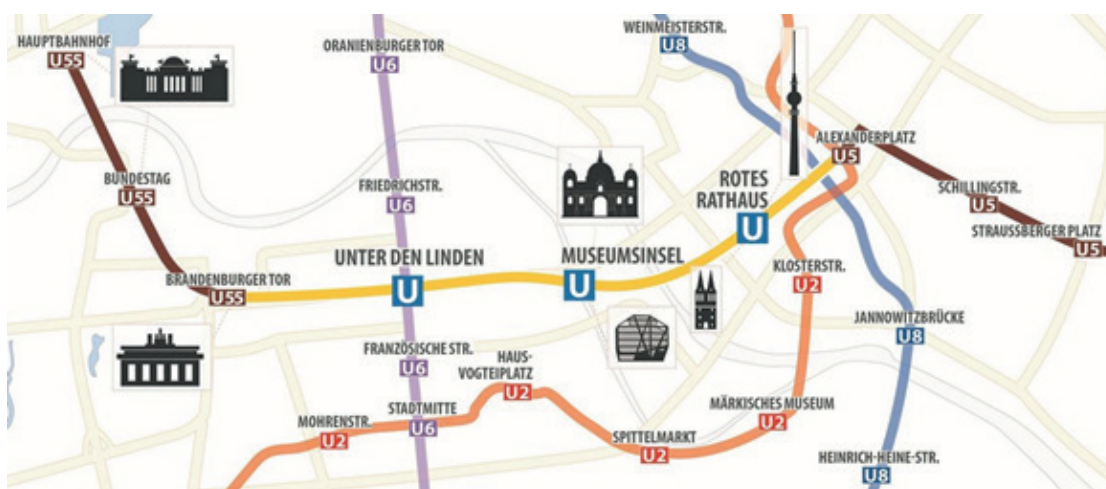 HAUPTBAHNHOF
U55
BUNDESTAG
U55
BRANDENBURGER TOR
U55
ORANIENBURGER TOR
U6
FRIEDRICHSTR.
U6
UNTER DEN LINDEN
U
FRANZÖSISCHE STR.
U6
STADTMITTE
U6
MOHRENSTR.
U2
HAUS-
VOGTEIPLATZ
U2
SPITTELMARKT
U2
MÄRKISCHES MUSEUM
U2
KLOSTERSTR.
U2
MUSEUMSINSEL
U
ROTES
RATHAUS
U
WEINMEISTERSTR.
U8
ALEXANDERPLATZ
U5
SCHILLINGSTR.
U5
STRAUSSBERGER PLATZ
U5
JANNOWITZBRÜCKE
U8
HEINRICH-HEINE-STR.
U8